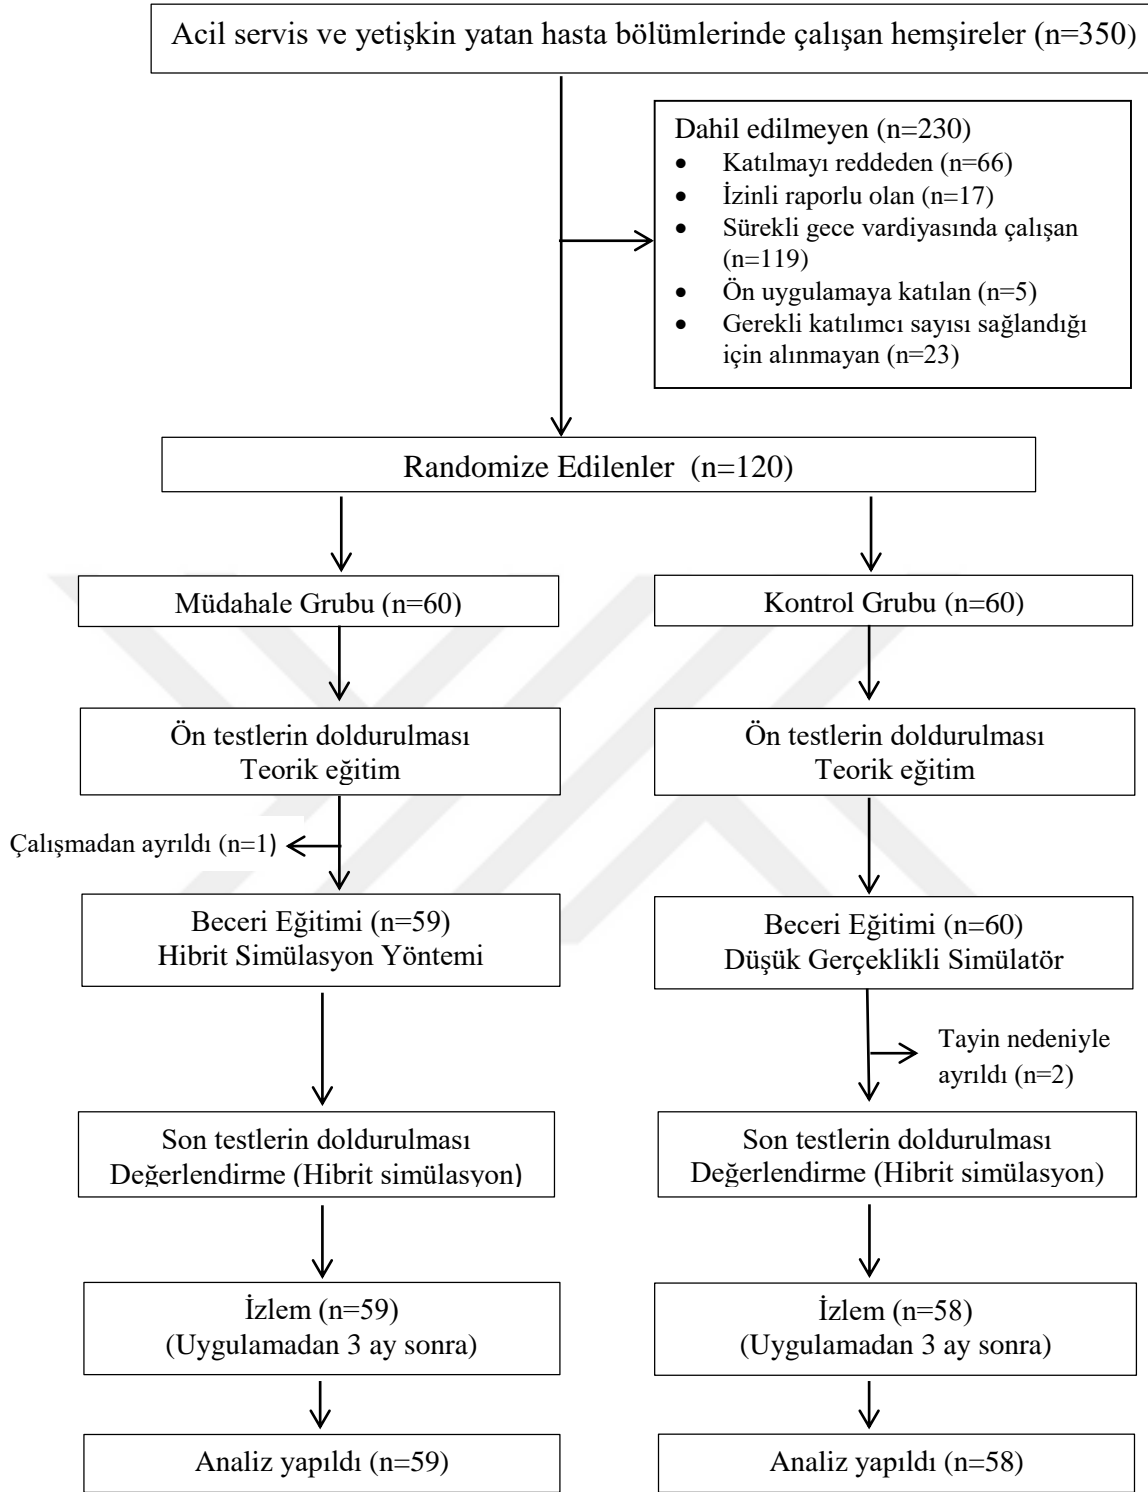 Acil servis ve yetişkin yatan hasta bölümlerinde çalışan hemşireler (n=350)
Dahil edilmeyen (n=230)
• Katılmayı reddeden (n=66)
• İzinli raporlu olan (n=17)
• Sürekli gece vardiyasında çalışan
(n=119)
• Ön uygulamaya katılan (n=5)
• Gerekli katılımcı sayısı sağlandığı
için alınmayan (n=23)
Randomize Edilenler (n=120)
Müdahale Grubu (n=60)
Kontrol Grubu (n=60)
Ön testlerin doldurulması
Teorik eğitim
Ön testlerin doldurulması
Teorik eğitim
Çalışmadan ayrıldı (n=1)
Beceri Eğitimi (n=59)
Hibrit Simülasyon Yöntemi
Beceri Eğitimi (n=60)
Düşük Gerçeklikli Simülatör
Tayin nedeniyle
ayrıldı (n=2)
Son testlerin doldurulması
Değerlendirme (Hibrit simülasyon)
Son testlerin doldurulması
Değerlendirme (Hibrit simülasyon)
İzlem (n=59)
(Uygulamadan 3 ay sonra)
İzlem (n=58)
(Uygulamadan 3 ay sonra)
Analiz yapıldı (n=59)
Analiz yapıldı (n=58)